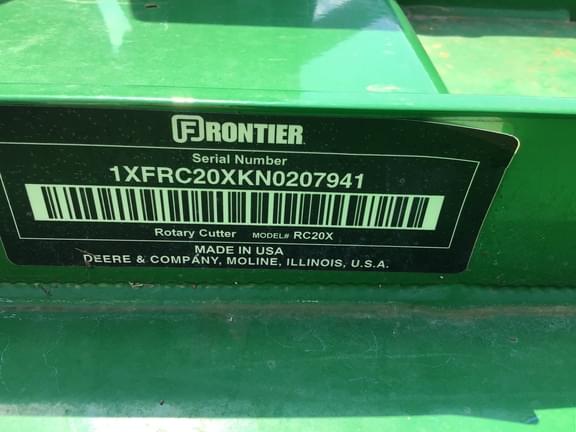 FRONTIER
Serial Number
1XFRC20XKN0207941
Rotary Cutter MODEL# RC20X
MADE IN USA
DEERE & COMPANY, MOLINE, ILLINOIS, U.S.A.